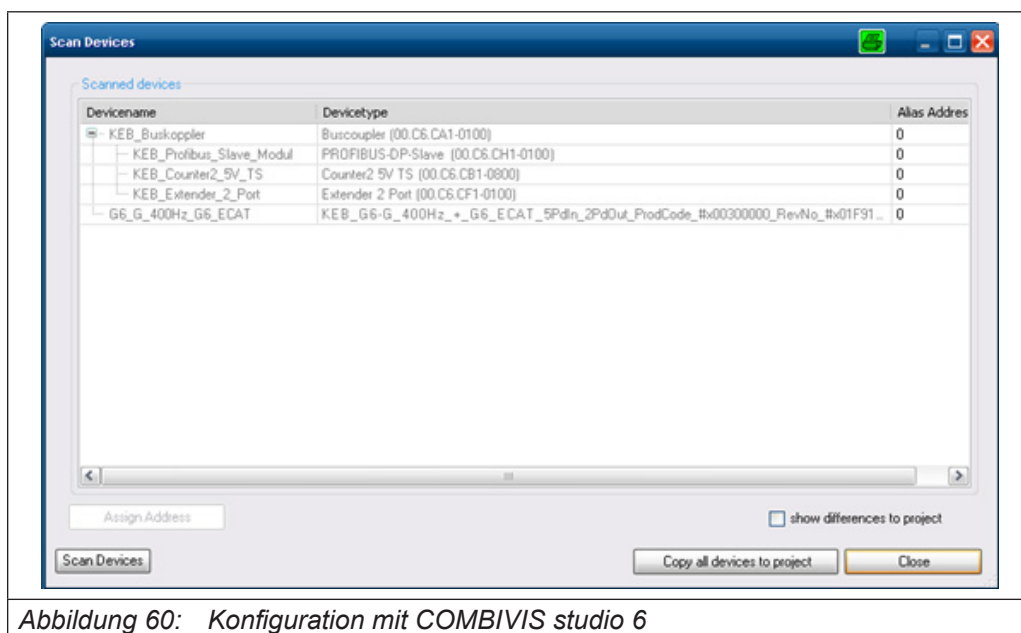 Scan Devices
Scanned devices
Devicename Devicetype Alias Addres
KEB_Buskoppler Buscoupler (00.C6.CA1-0100) 0
KEB_Profibus_Slave_Modul PROFIBUS-DP-Slave (00.C6.CH1-0100) 0
KEB_Counter2_5V_TS Counter2 5V TS (00.C6.CB1-0800) 0
KEB_Extender_2_Port Extender 2 Port (00.C6.CF1-0100) 0
G6_G_400Hz_G6_ECAT KEB_G6-G_400Hz_+_G6_ECAT_5PdIn_2PdOut_ProdCode_#x00300000_RevNo_#x01F91... 0
Assign Address
show differences to project
Scan Devices Copy all devices to project Close
Abbildung 60: Konfiguration mit COMBIVIS studio 6